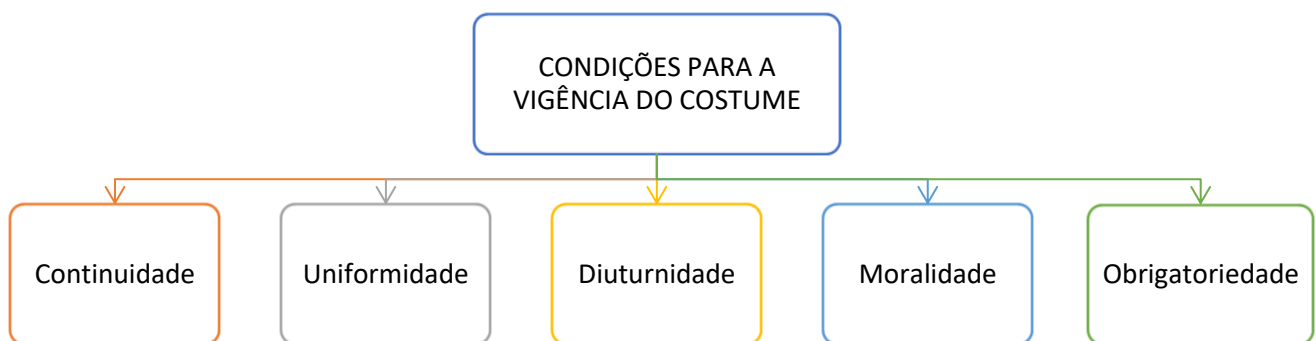 CONDIÇÕES PARA A
VIGÊNCIA DO COSTUME
Continuidade
Uniformidade
Diuturnidade
Moralidade
Obrigatoriedade